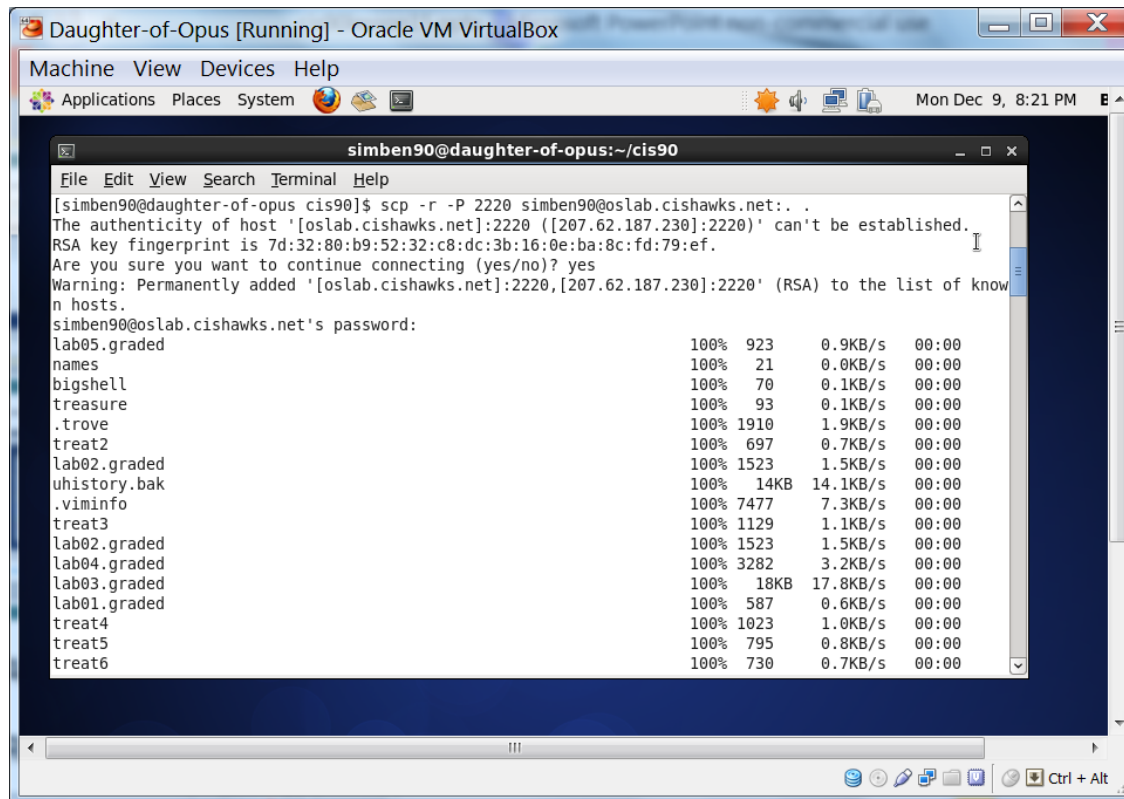 Daughter-of-Opus [Running] - Oracle VM VirtualBox
Machine View Devices Help
Applications Places System Mon Dec 9, 8:21 PM B
simben90@daughter-of-opus:~/cis90
File Edit View Search Terminal Help
[simben90@daughter-of-opus cis90]$ scp -r -P 2220 simben90@oslab.cishawks.net:. .
The authenticity of host '[oslab.cishawks.net]:2220 ([207.62.187.230]:2220)' can't be established.
RSA key fingerprint is 7d:32:80:b9:52:32:c8:dc:3b:16:0e:ba:8c:fd:79:ef.
Are you sure you want to continue connecting (yes/no)? yes
Warning: Permanently added '[oslab.cishawks.net]:2220,[207.62.187.230]:2220' (RSA) to the list of know
n hosts.
simben90@oslab.cishawks.net's password:
lab05.graded 100% 923 0.9KB/s 00:00
names 100% 21 0.0KB/s 00:00
bigshell 100% 70 0.1KB/s 00:00
treasure 100% 93 0.1KB/s 00:00
.trove 100% 1910 1.9KB/s 00:00
treat2 100% 697 0.7KB/s 00:00
lab02.graded 100% 1523 1.5KB/s 00:00
uhistory.bak 100% 14KB 14.1KB/s 00:00
.viminfo 100% 7477 7.3KB/s 00:00
treat3 100% 1129 1.1KB/s 00:00
lab02.graded 100% 1523 1.5KB/s 00:00
lab04.graded 100% 3282 3.2KB/s 00:00
lab03.graded 100% 18KB 17.8KB/s 00:00
lab01.graded 100% 587 0.6KB/s 00:00
treat4 100% 1023 1.0KB/s 00:00
treat5 100% 795 0.8KB/s 00:00
treat6 100% 730 0.7KB/s 00:00
Ctrl + Alt